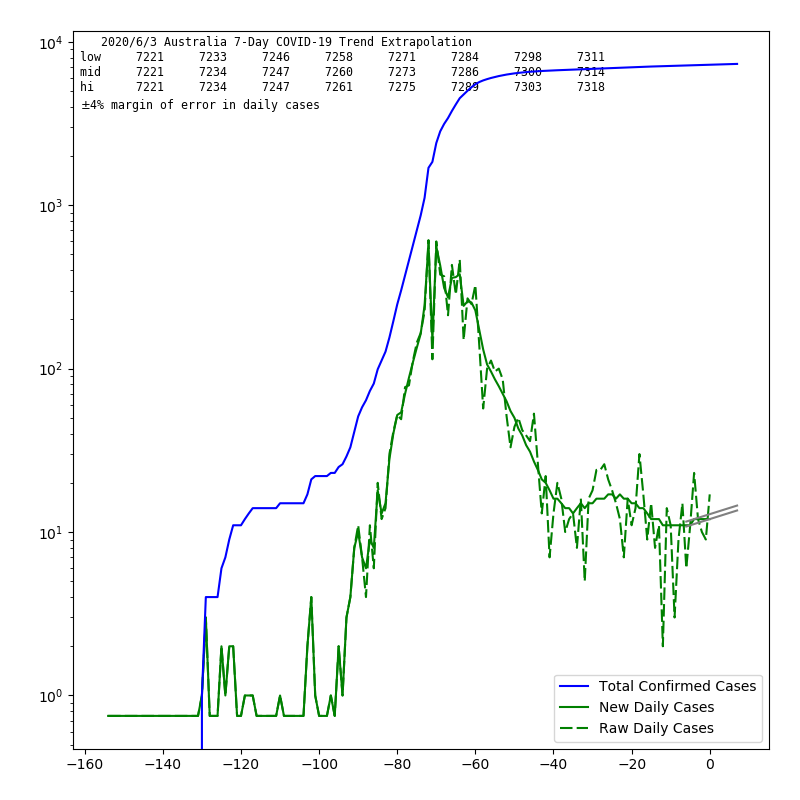 2020/6/3 Australia 7-Day COVID-19 Trend Extrapolation
low 7221 7233 7246 7258 7271 7284 7298 7311
mid 7221 7234 7247 7260 7273 7286 7300 7314
hi 7221 7234 7247 7261 7275 7289 7303 7318
±4% margin of error in daily cases
10⁴
10³
10²
10¹
10⁰
−160 −140 −120 −100 −80 −60 −40 −20 0
Total Confirmed Cases
New Daily Cases
Raw Daily Cases